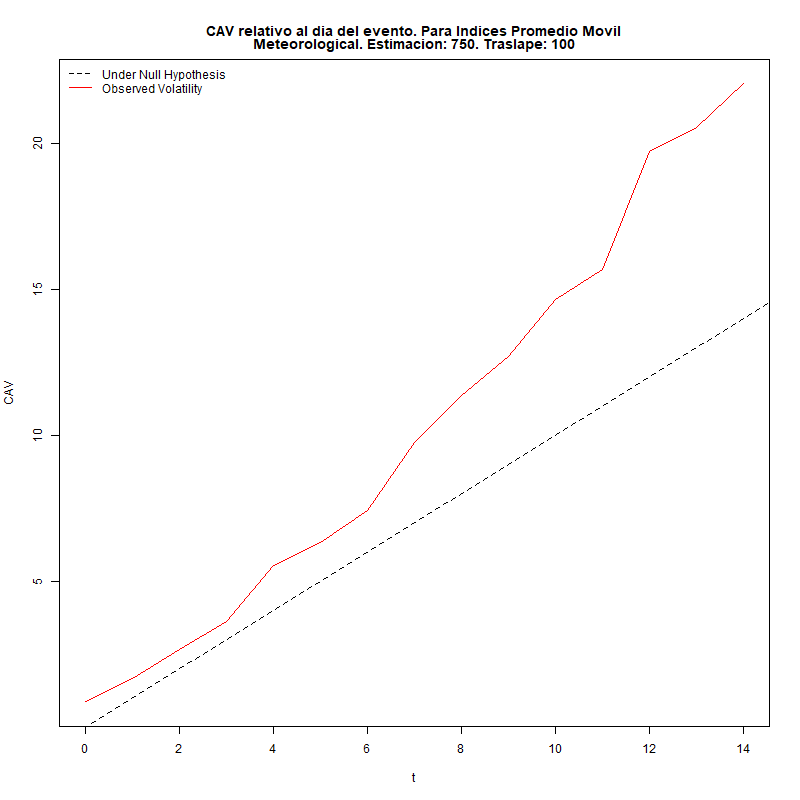 CAV relativo al dia del evento. Para Indices Promedio Movil
Meteorological. Estimacion: 750. Traslape: 100
Under Null Hypothesis
Observed Volatility
20
15
10
5
CAV
0 2 4 6 8 10 12 14
t